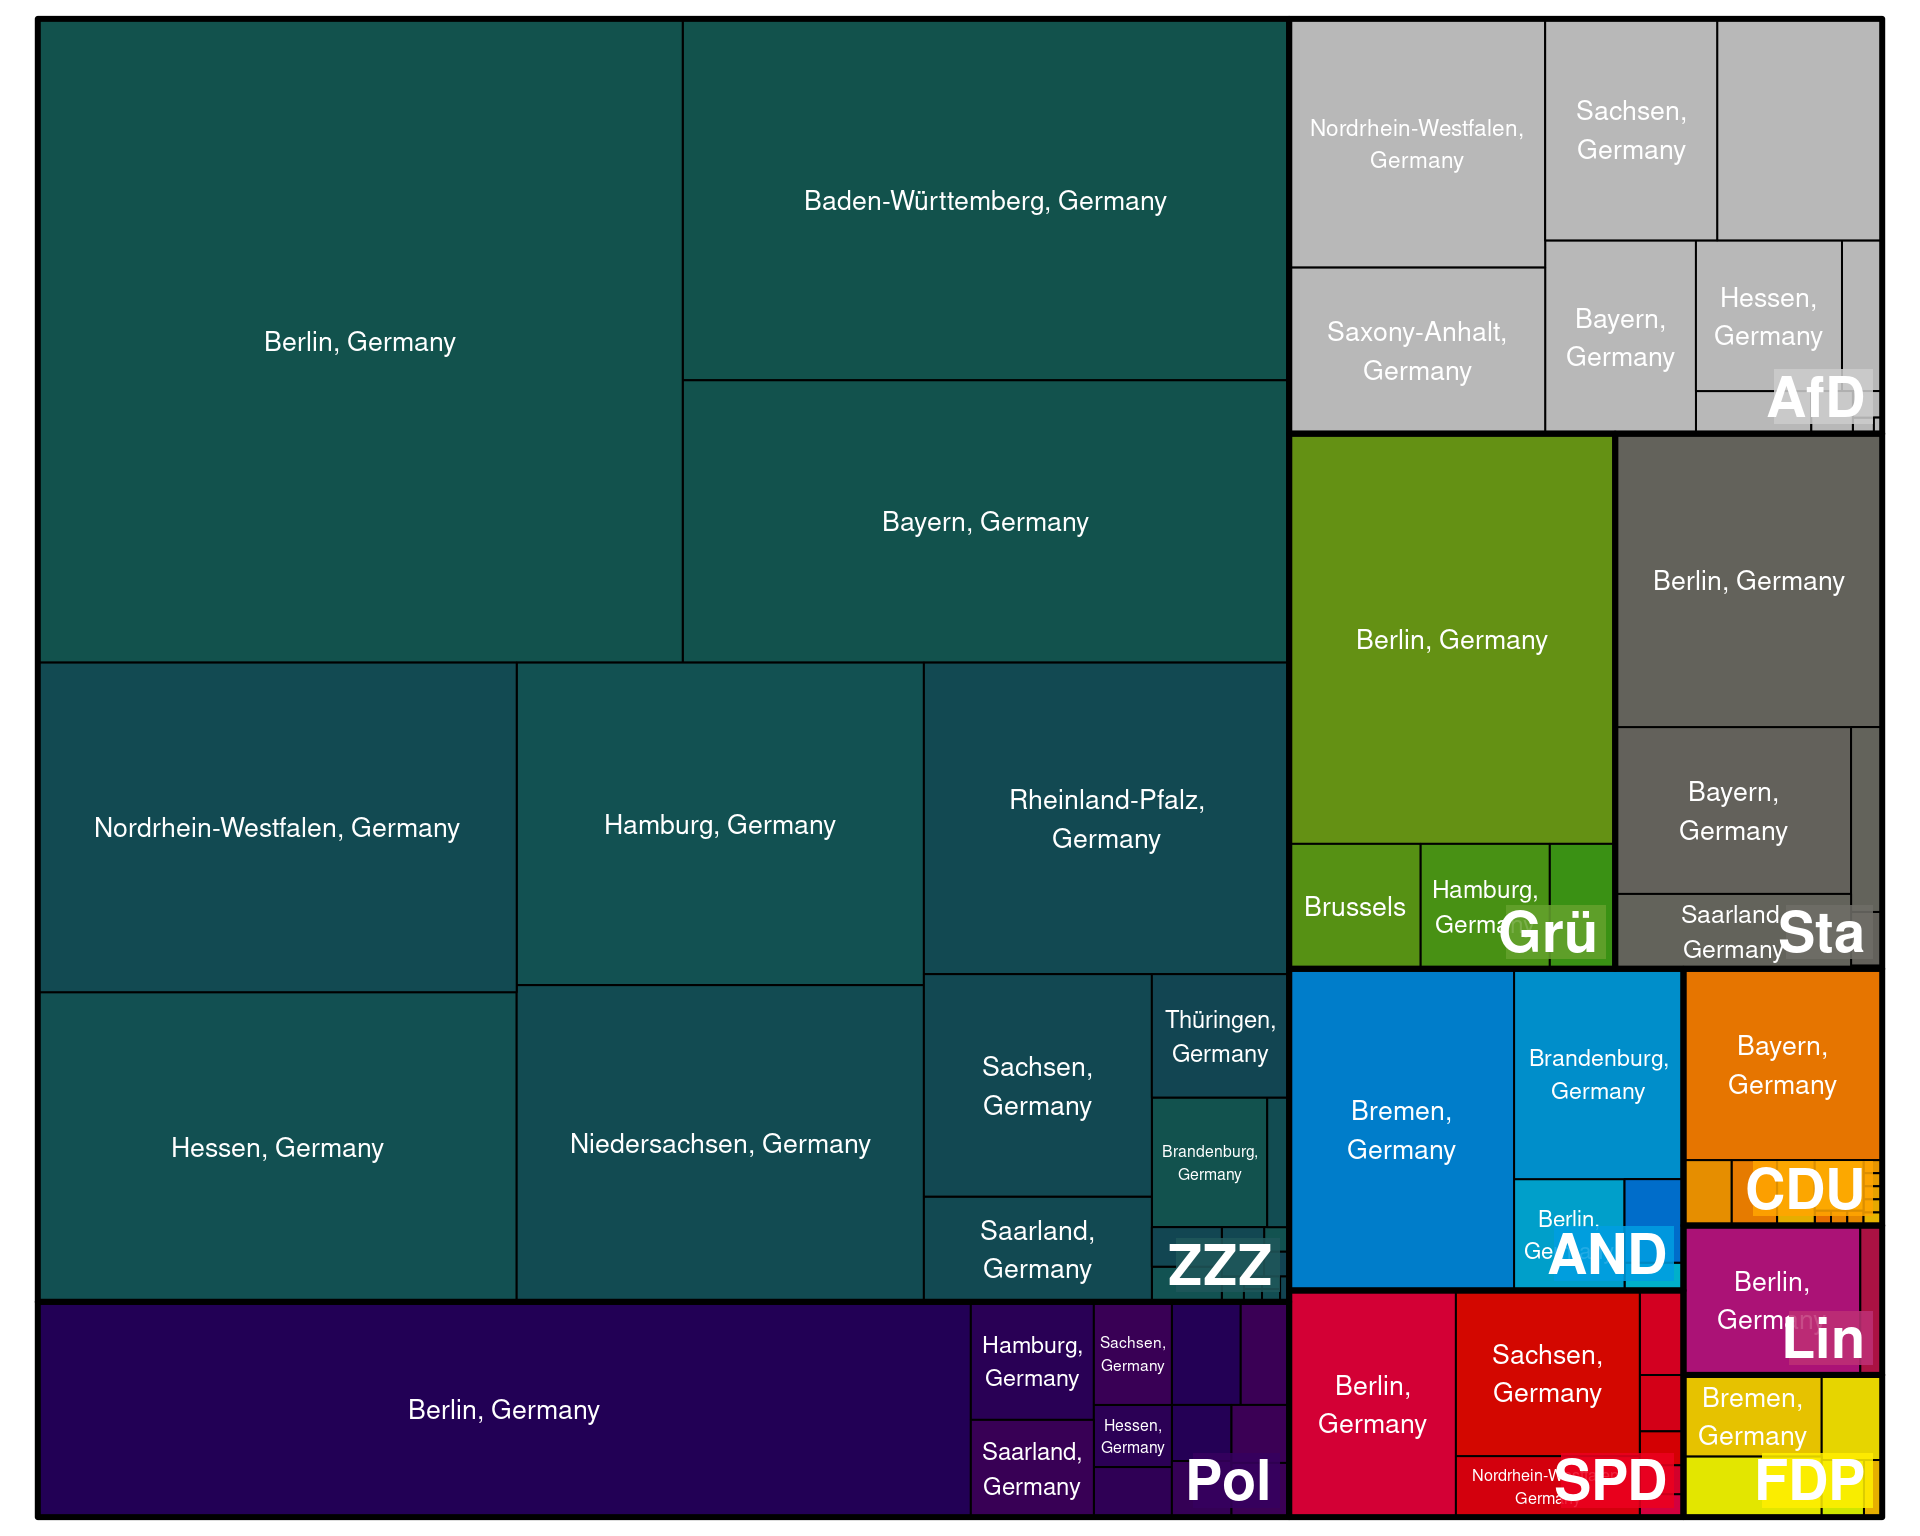 Berlin, Germany
Baden-Württemberg, Germany
Bayern, Germany
Nordrhein-Westfalen, Germany
Hamburg, Germany
Rheinland-Pfalz,
Germany
Hessen, Germany
Niedersachsen, Germany
Sachsen,
Germany
Thüringen,
Germany
Brandenburg,
Germany
Saarland,
Germany
ZZZ
Berlin, Germany
Hamburg,
Germany
Saarland,
Germany
Sachsen,
Germany
Hessen,
Germany
Pol
Nordrhein-Westfalen,
Germany
Saxony-Anhalt,
Germany
Sachsen,
Germany
Bayern,
Germany
Hessen,
Germany
AfD
Berlin, Germany
Brussels
Hamburg,
Germany
Grü
Berlin, Germany
Bayern,
Germany
Saarland,
Germany
Sta
Bremen,
Germany
Brandenburg,
Germany
Berlin,
AND
Bayern,
Germany
CDU
Berlin,
Germany
Lin
Berlin,
Germany
Sachsen,
Germany
SPD
Bremen,
Germany
FDP